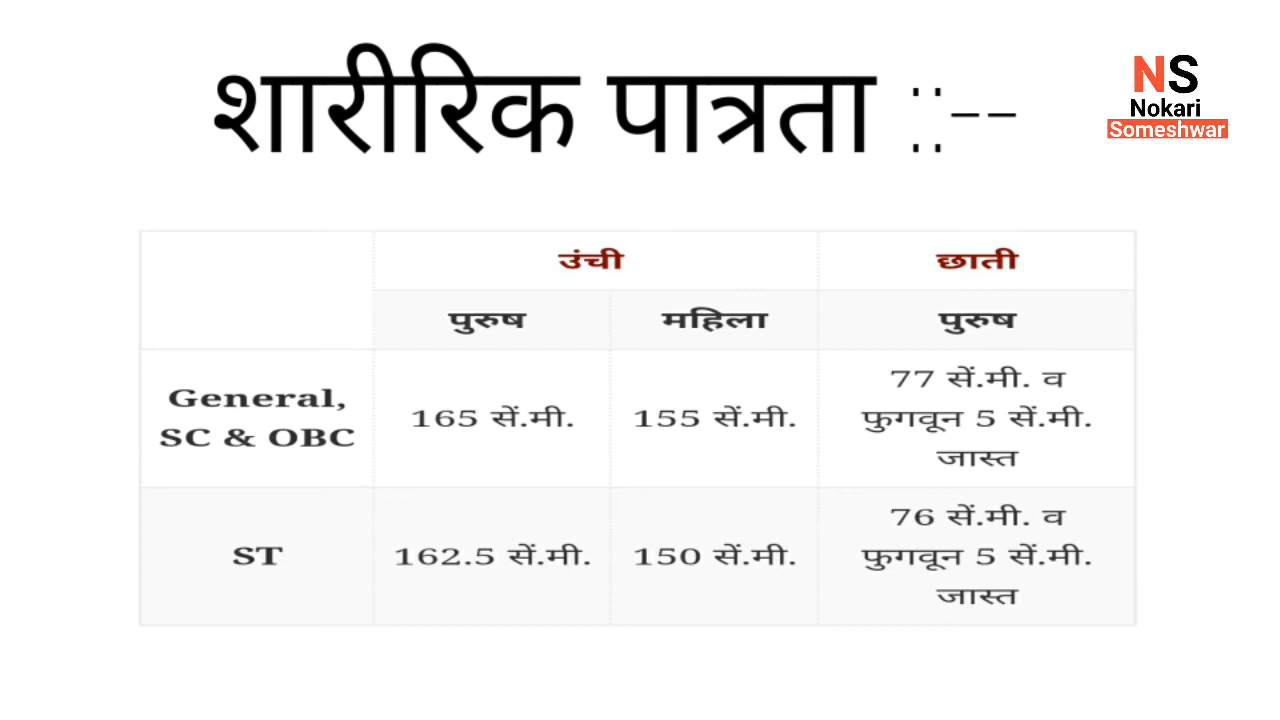 शारीरिक पात्रता ::--
NS
Nokari
Someshwar
उंची
छाती
पुरुष
महिला
पुरुष
General,
SC & OBC
165 सें.मी.
155 सें.मी.
77 सें.मी. व
फुगवून 5 सें.मी.
जास्त
ST
162.5 सें.मी.
150 सें.मी.
76 सें.मी. व
फुगवून 5 सें.मी.
जास्त